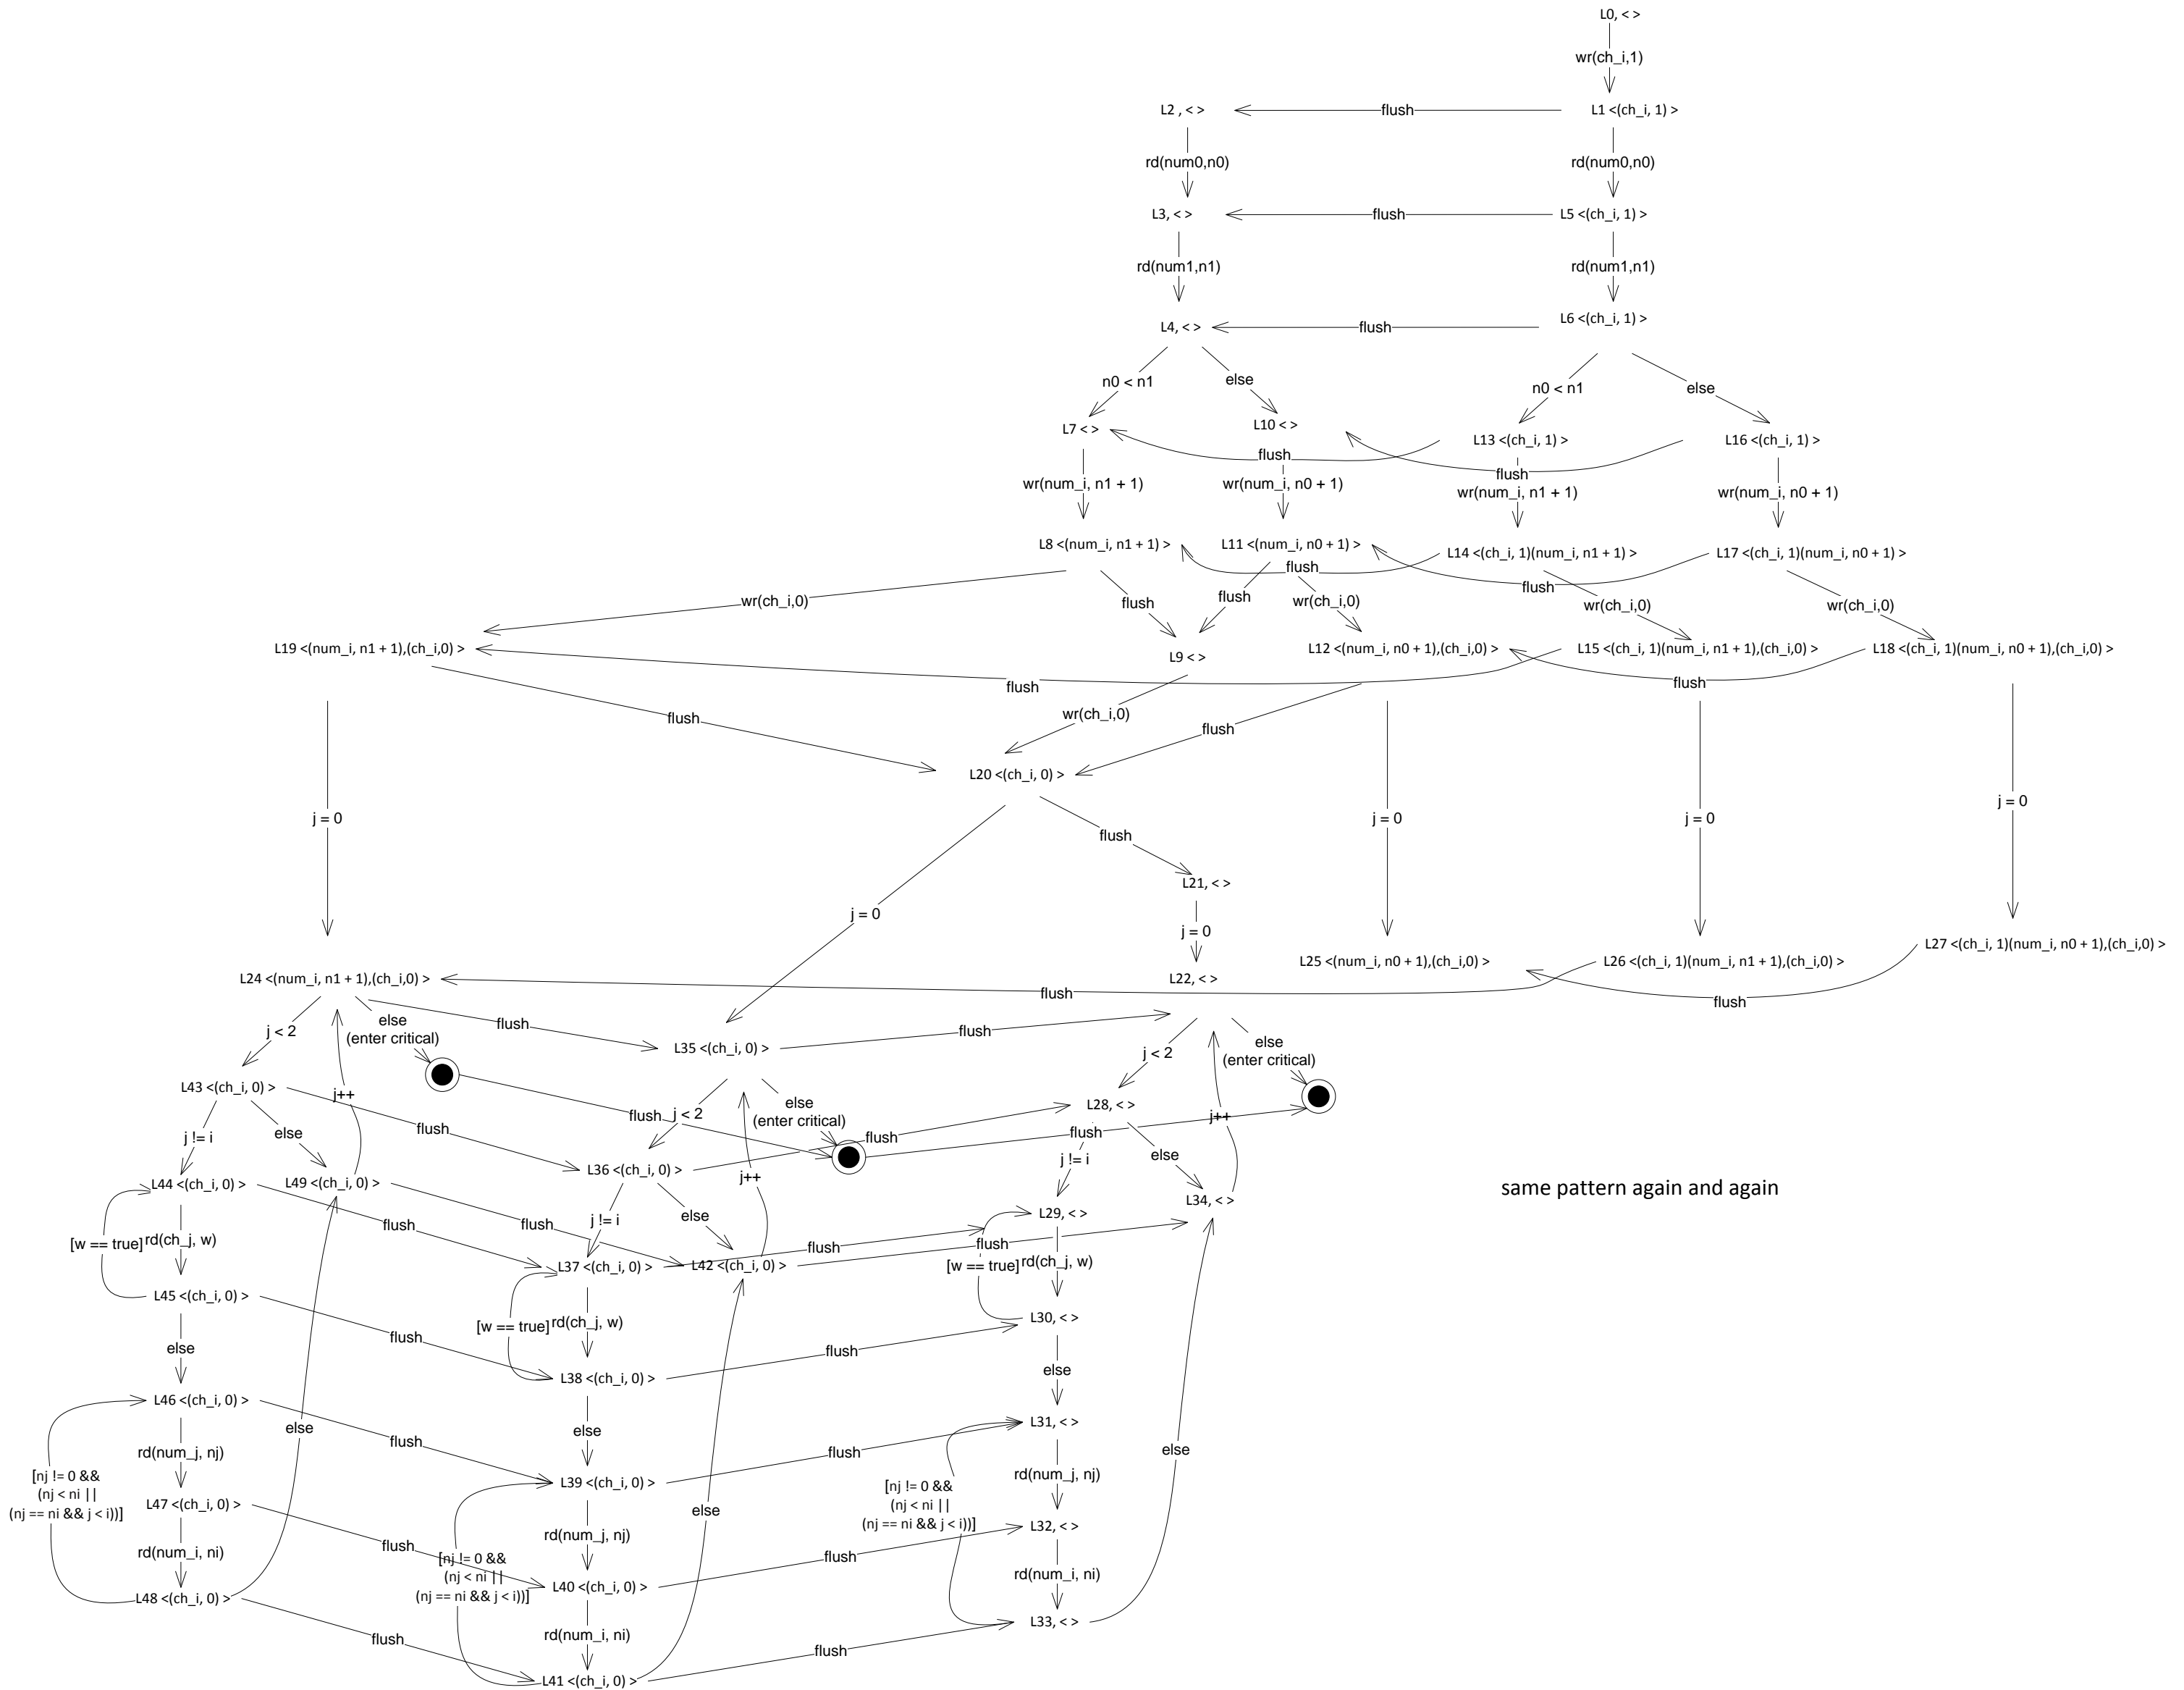 L0, < >
wr(ch_i,1)
L2 , < >
flush
L1 <(ch_i, 1) >
rd(num0,n0)
rd(num0,n0)
L3, < >
flush
L5 <(ch_i, 1) >
rd(num1,n1)
rd(num1,n1)
L4, < >
flush
L6 <(ch_i, 1) >
n0 < n1
else
n0 < n1
else
L7 < >
L10 < >
L13 <(ch_i, 1) >
L16 <(ch_i, 1) >
flush
flush
wr(num_i, n1 + 1)
wr(num_i, n0 + 1)
wr(num_i, n1 + 1)
wr(num_i, n0 + 1)
L8 <(num_i, n1 + 1) >
L11 <(num_i, n0 + 1) >
L14 <(ch_i, 1)(num_i, n1 + 1) >
L17 <(ch_i, 1)(num_i, n0 + 1) >
flush
flush
wr(ch_i,0)
flush
flush
wr(ch_i,0)
wr(ch_i,0)
wr(ch_i,0)
L19 <(num_i, n1 + 1),(ch_i,0) >
L9 < >
L12 <(num_i, n0 + 1),(ch_i,0) >
L15 <(ch_i, 1)(num_i, n1 + 1),(ch_i,0) >
L18 <(ch_i, 1)(num_i, n0 + 1),(ch_i,0) >
flush
flush
flush
wr(ch_i,0)
flush
L20 <(ch_i, 0) >
j = 0
flush
j = 0
j = 0
j = 0
L21, < >
j = 0
j = 0
L24 <(num_i, n1 + 1),(ch_i,0) >
L22, < >
L25 <(num_i, n0 + 1),(ch_i,0) >
L26 <(ch_i, 1)(num_i, n1 + 1),(ch_i,0) >
L27 <(ch_i, 1)(num_i, n0 + 1),(ch_i,0) >
flush
flush
j < 2
else
(enter critical)
flush
L35 <(ch_i, 0) >
flush
j < 2
else
(enter critical)
L43 <(ch_i, 0) >
j++
flush
j < 2
else
(enter critical)
L28, < >
j++
j != i
else
flush
flush
flush
j != i
else
L44 <(ch_i, 0) >
L49 <(ch_i, 0) >
L36 <(ch_i, 0) >
j++
L34, < >
same pattern again and again
[w == true]
rd(ch_j, w)
flush
flush
j != i
else
flush
flush
L29, < >
L37 <(ch_i, 0) >
L42 <(ch_i, 0) >
[w == true]
rd(ch_j, w)
L45 <(ch_i, 0) >
flush
[w == true]
rd(ch_j, w)
flush
L30, < >
else
L38 <(ch_i, 0) >
else
L46 <(ch_i, 0) >
else
flush
else
flush
L31, < >
else
rd(num_j, nj)
[nj != 0 &&
(nj < ni ||
(nj == ni && j < i))]
L39 <(ch_i, 0) >
rd(num_j, nj)
[nj != 0 &&
(nj < ni ||
(nj == ni && j < i))]
L47 <(ch_i, 0) >
flush
else
rd(num_j, nj)
flush
L32, < >
rd(num_i, ni)
[nj != 0 &&
(nj < ni ||
(nj == ni && j < i))]
L40 <(ch_i, 0) >
rd(num_i, ni)
L48 <(ch_i, 0) >
flush
rd(num_i, ni)
flush
L33, < >
L41 <(ch_i, 0) >